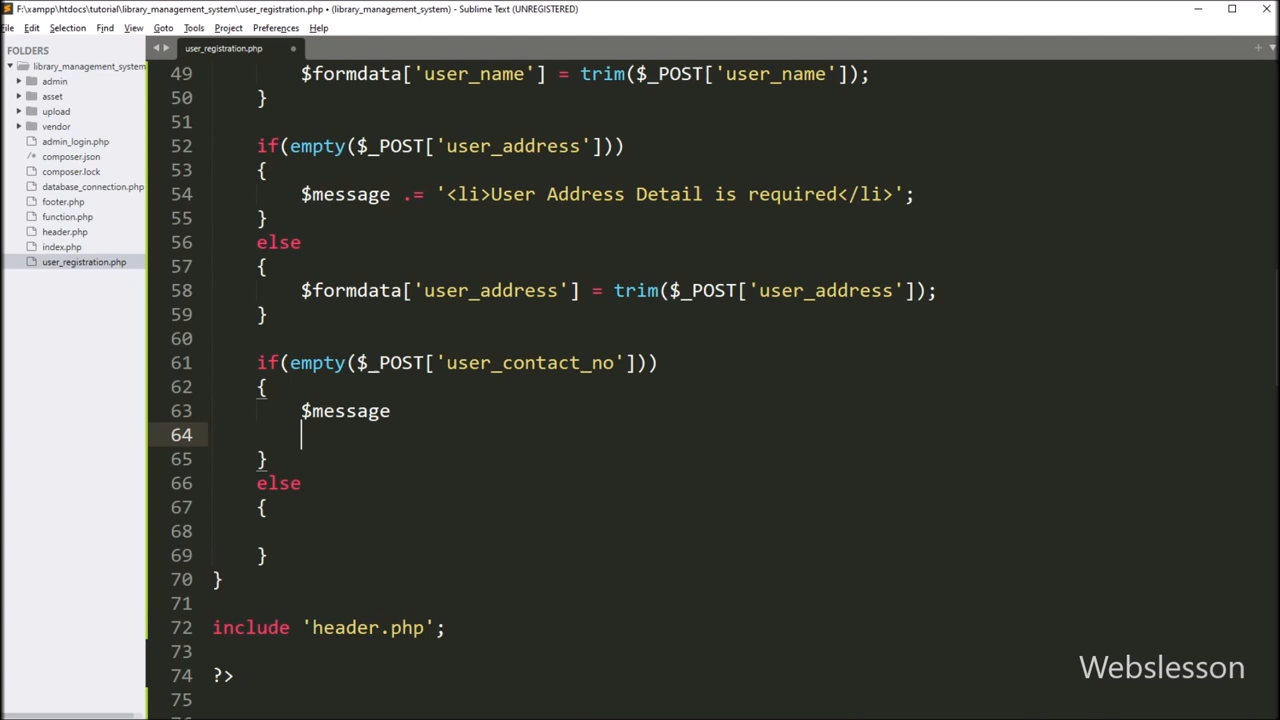 F:\xampp\htdocs\tutorial\library_management_system\user_registration.php • (library_management_system) - Sublime Text (UNREGISTERED)
File Edit Selection Find View Goto Tools Project Preferences Help
FOLDERS
library_management_system
admin
asset
upload
vendor
admin_login.php
composer.json
composer.lock
database_connection.php
footer.php
function.php
header.php
index.php
user_registration.php
user_registration.php
49 $formdata['user_name'] = trim($_POST['user_name']);
50 }
51
52 if(empty($_POST['user_address']))
53 {
54 $message .= '<li>User Address Detail is required</li>';
55 }
56 else
57 {
58 $formdata['user_address'] = trim($_POST['user_address']);
59 }
60
61 if(empty($_POST['user_contact_no']))
62 {
63 $message
64
65 }
66 else
67 {
68
69 }
70 }
71
72 include 'header.php';
73
74 ?>
75
Webslesson